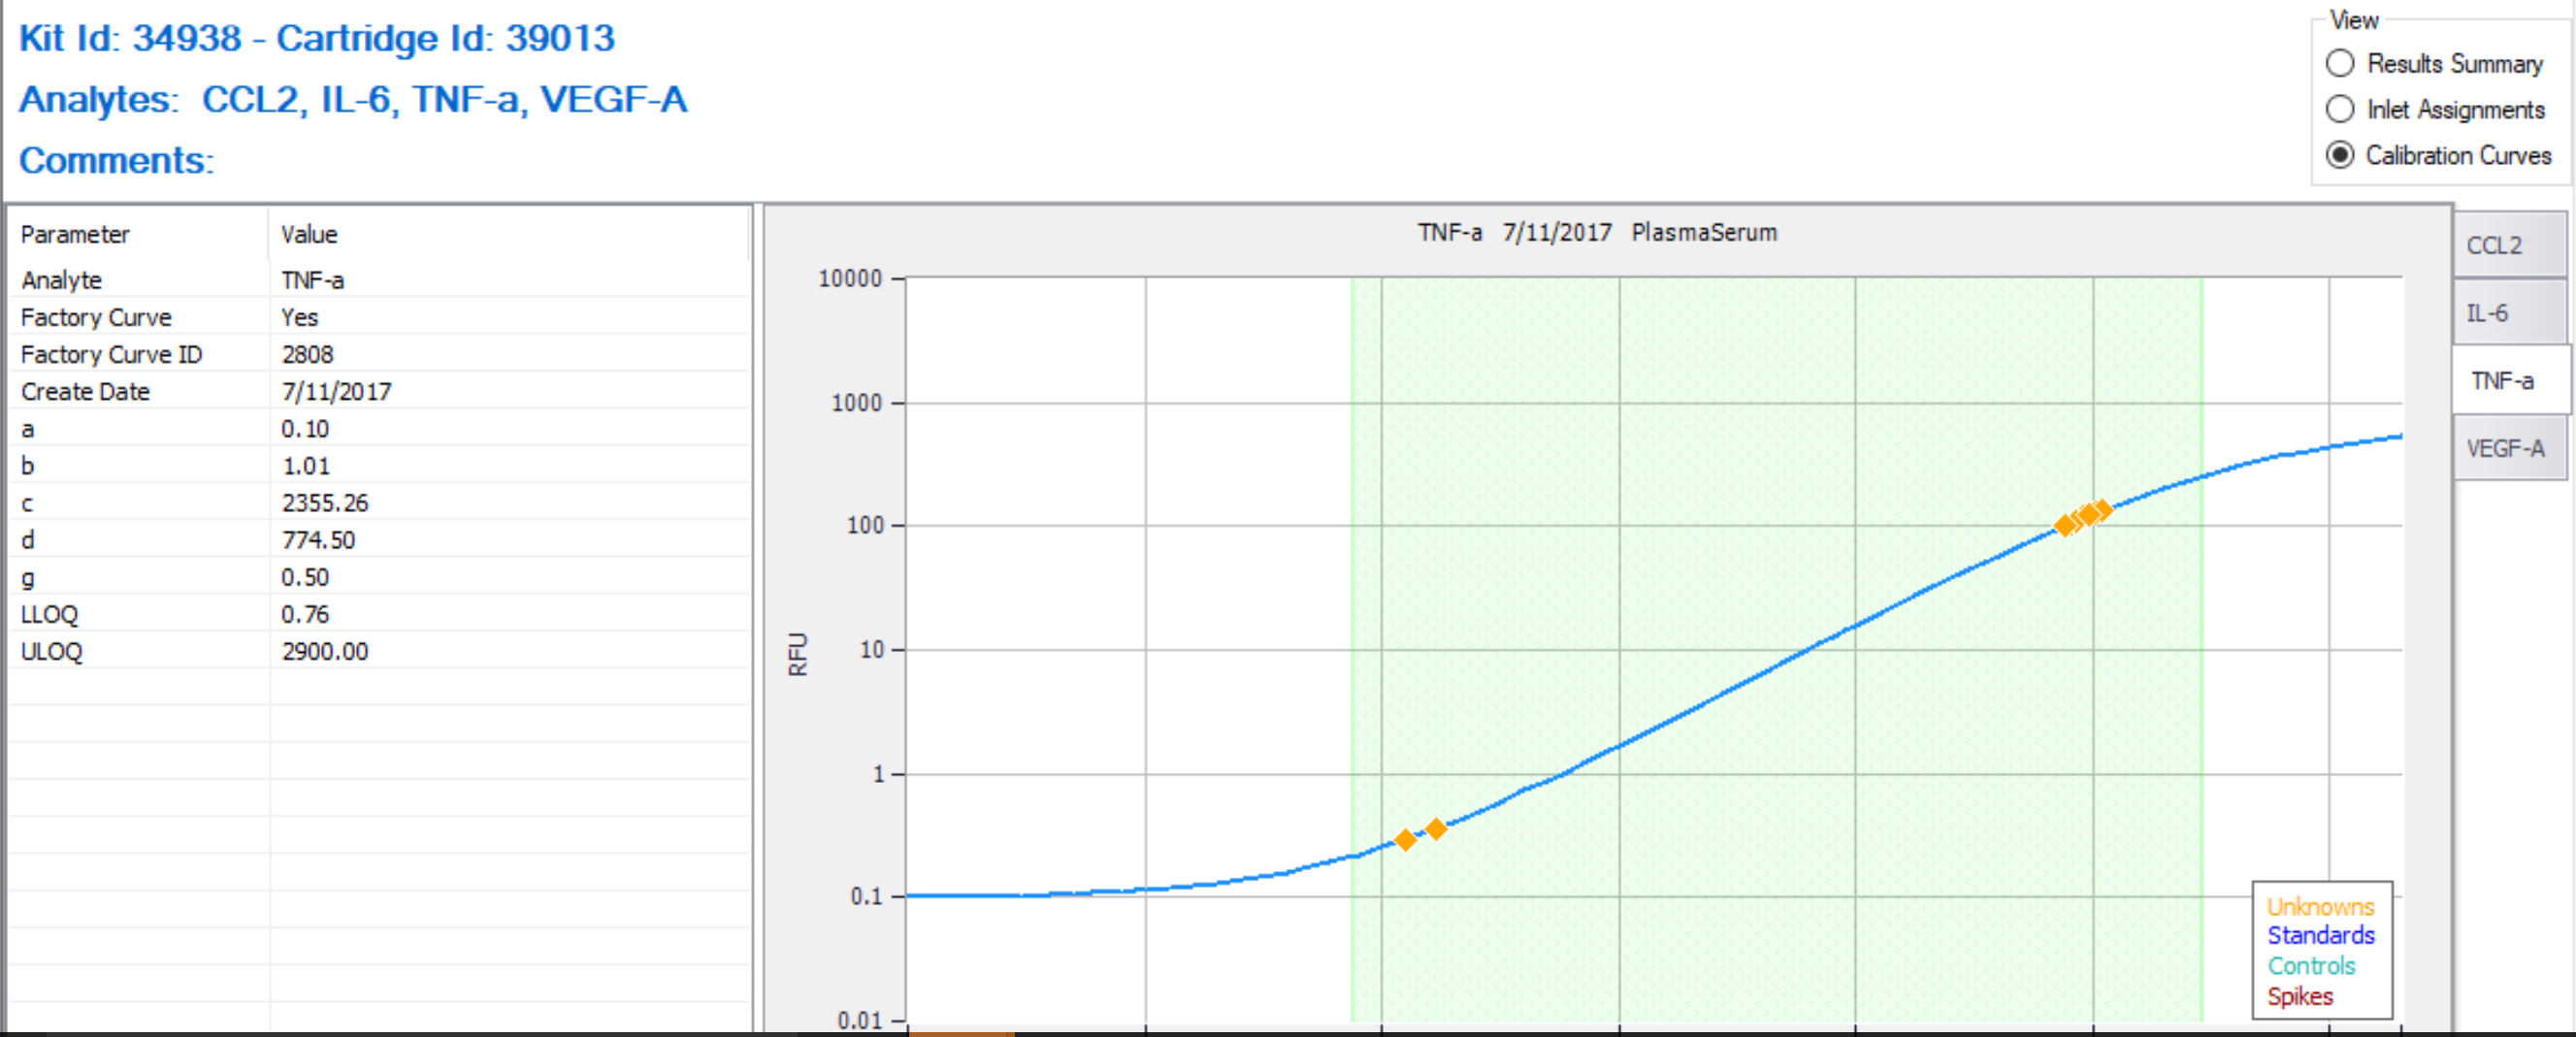 Kit Id: 34938 - Cartridge Id: 39013
Analytes:  CCL2, IL-6, TNF-a, VEGF-A
Comments:
View
Results Summary
Inlet Assignments
Calibration Curves
Parameter Value
Analyte TNF-a
Factory Curve Yes
Factory Curve ID 2808
Create Date 7/11/2017
a 0.10
b 1.01
c 2355.26
d 774.50
g 0.50
LLOQ 0.76
ULOQ 2900.00
TNF-a 7/11/2017 PlasmaSerum
10000
1000
100
10
1
0.1
0.01
RFU
Unknowns
Standards
Controls
Spikes
CCL2
IL-6
TNF-a
VEGF-A